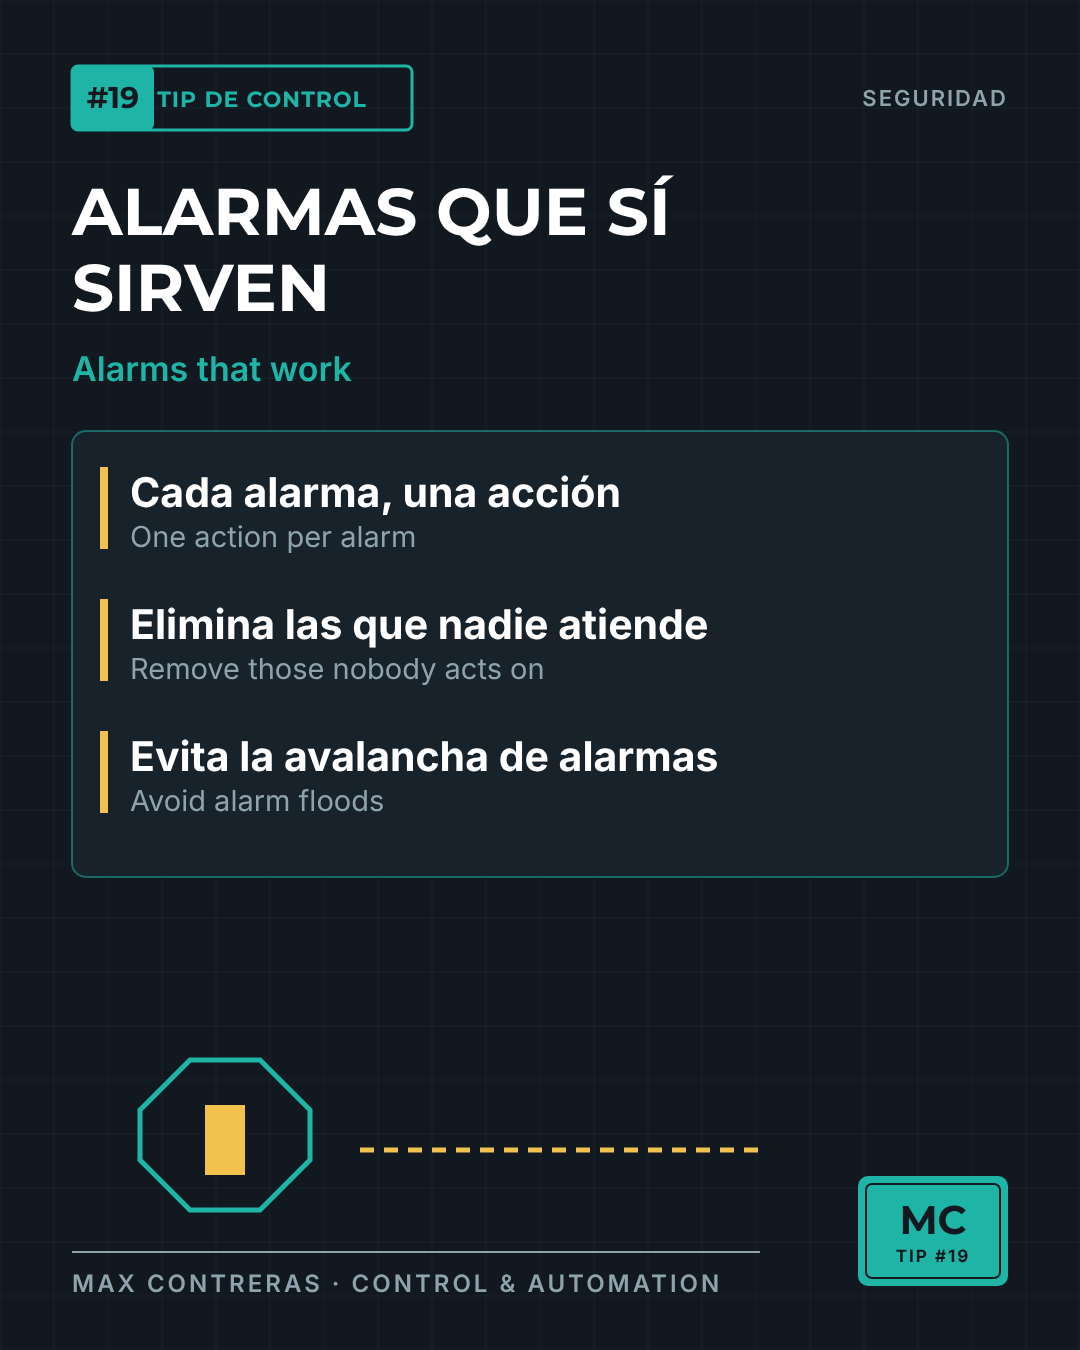 #19 TIP DE CONTROL
SEGURIDAD
ALARMAS QUE SÍ
SIRVEN
Alarms that work
Cada alarma, una acción
One action per alarm
Elimina las que nadie atiende
Remove those nobody acts on
Evita la avalancha de alarmas
Avoid alarm floods
MC
TIP #19
MAX CONTRERAS · CONTROL & AUTOMATION